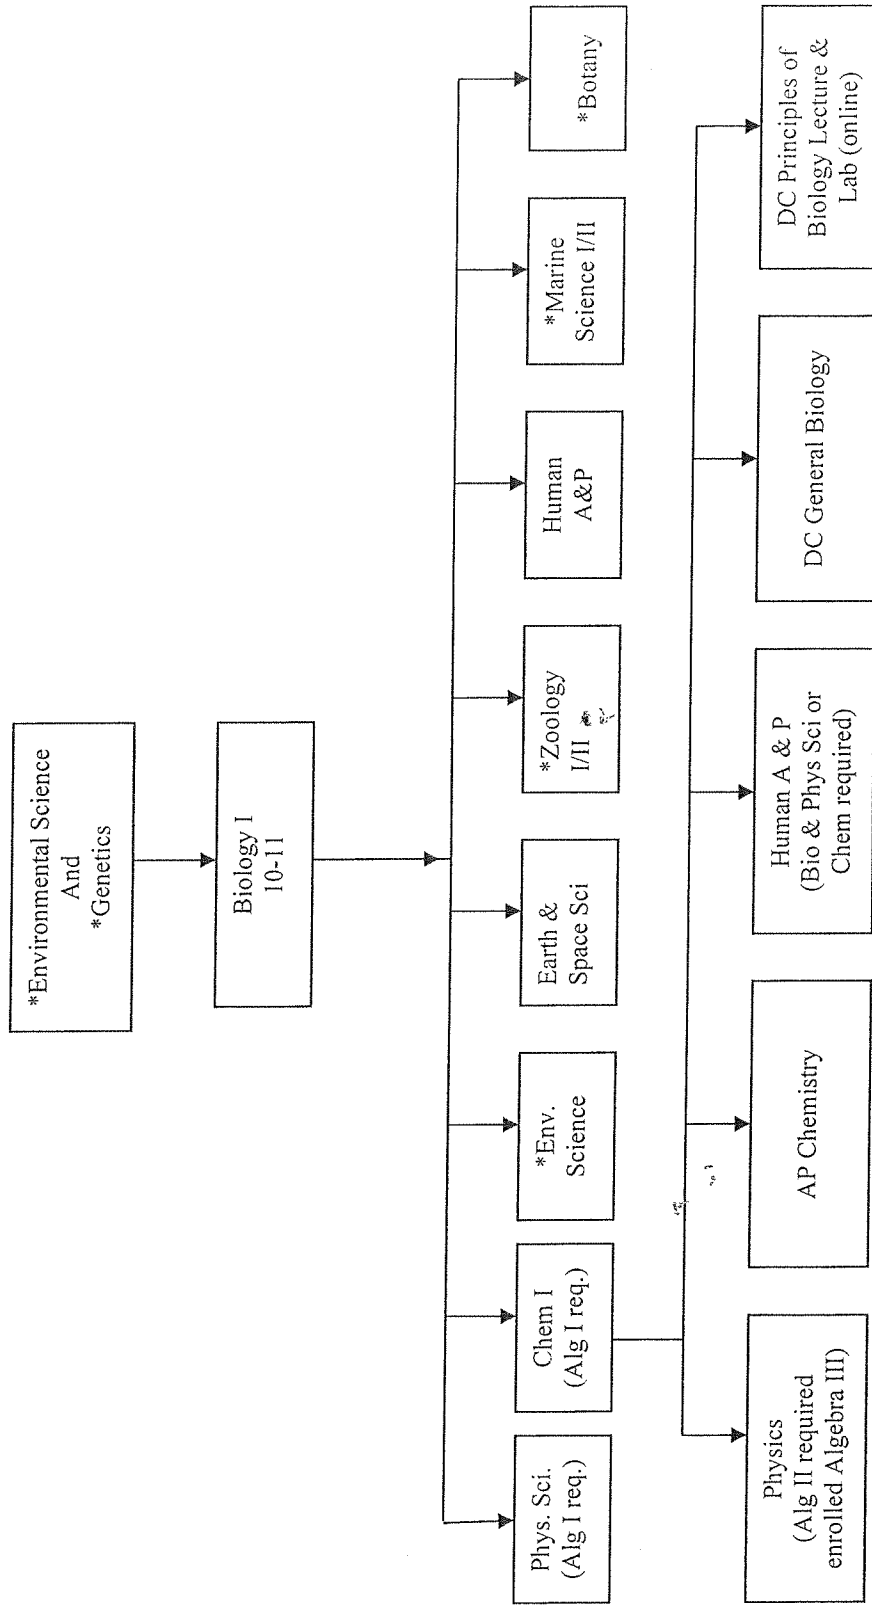 *Environmental Science
And
*Genetics
Biology I
10-11
Phys. Sci.
(Alg I req.)
Chem I
(Alg I req.)
*Env.
Science
Earth &
Space Sci
*Zoology
I/II
Human
A&P
*Marine
Science I/II
*Botany
Physics
(Alg II required
enrolled Algebra III)
AP Chemistry
Human A & P
(Bio & Phys Sci or
Chem required)
DC General Biology
DC Principles of
Biology Lecture &
Lab (online)